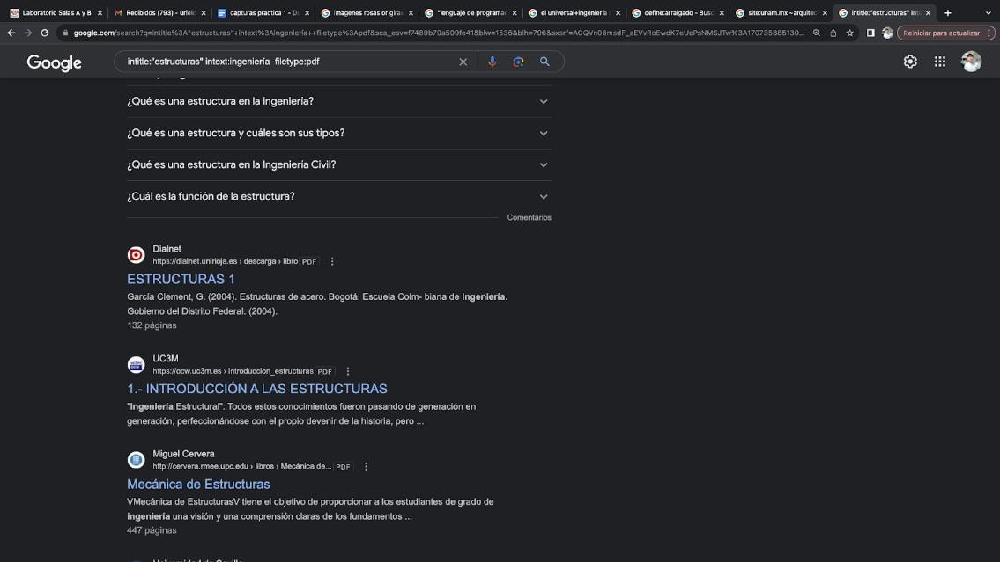 Laboratorio Salas A y B
Recibidos (793) - urield
capturas practica 1 - Do
imagenes rosas or giras
"lenguaje de programac
el universal+ingenieria
define:arraigado - Busc
site:unam.mx ~arquitec
intitle:"estructuras" inte
google.com/search?q=intitle%3A"estructuras"+intext%3Aingeniería++filetype%3Apdf&sca_esv=f7489b79a509fe41&biw=1536&bih=796&sxsrf=ACQVn08msdF_aEVvRoEwdK7eUePsNMSJTw%3A170735885130...
Reiniciar para actualizar
Google
intitle:"estructuras" intext:ingeniería filetype:pdf
¿Qué es una estructura en la ingenieria?
¿Qué es una estructura y cuáles son sus tipos?
¿Qué es una estructura en la Ingeniería Civil?
¿Cuál es la función de la estructura?
Comentarios
Dialnet
https://dialnet.unirioja.es › descarga › libro PDF
ESTRUCTURAS 1
García Clement, G. (2004). Estructuras de acero. Bogotá: Escuela Colm- biana de Ingeniería.
Gobierno del Distrito Federal. (2004).
132 páginas
UC3M
https://ocw.uc3m.es › introduccion_estructuras PDF
1.- INTRODUCCIÓN A LAS ESTRUCTURAS
"Ingeniería Estructural". Todos estos conocimientos fueron pasando de generación en
generación, perfeccionándose con el propio devenir de la historia, pero ...
Miguel Cervera
http://cervera.rmee.upc.edu › libros › Mecánica de... PDF
Mecánica de Estructuras
VMecánica de EstructurasV tiene el objetivo de proporcionar a los estudiantes de grado de
ingeniería una visión y una comprensión claras de los fundamentos ...
447 páginas